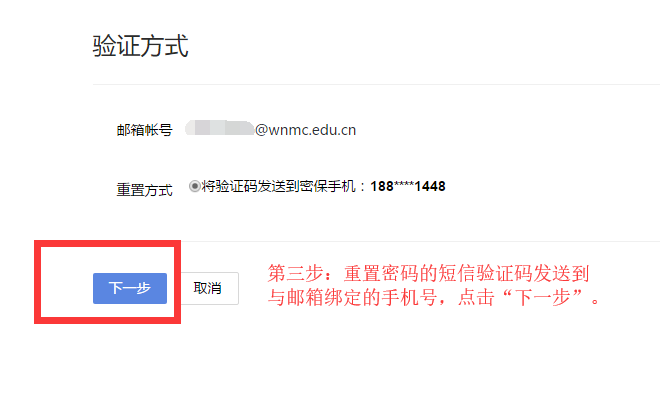 验证方式
邮箱帐号 @wnmc.edu.cn
重置方式 将验证码发送到密保手机：188****1448
下一步 取消
第三步：重置密码的短信验证码发送到
与邮箱绑定的手机号，点击“下一步”。